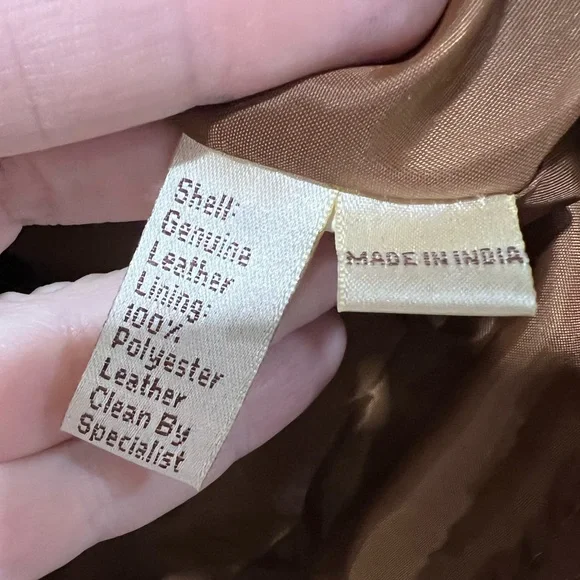 Shell:
Genuine
Leather
Lining:
100%
Polyester
Leather
Clean By
Specialist
MADE IN INDIA